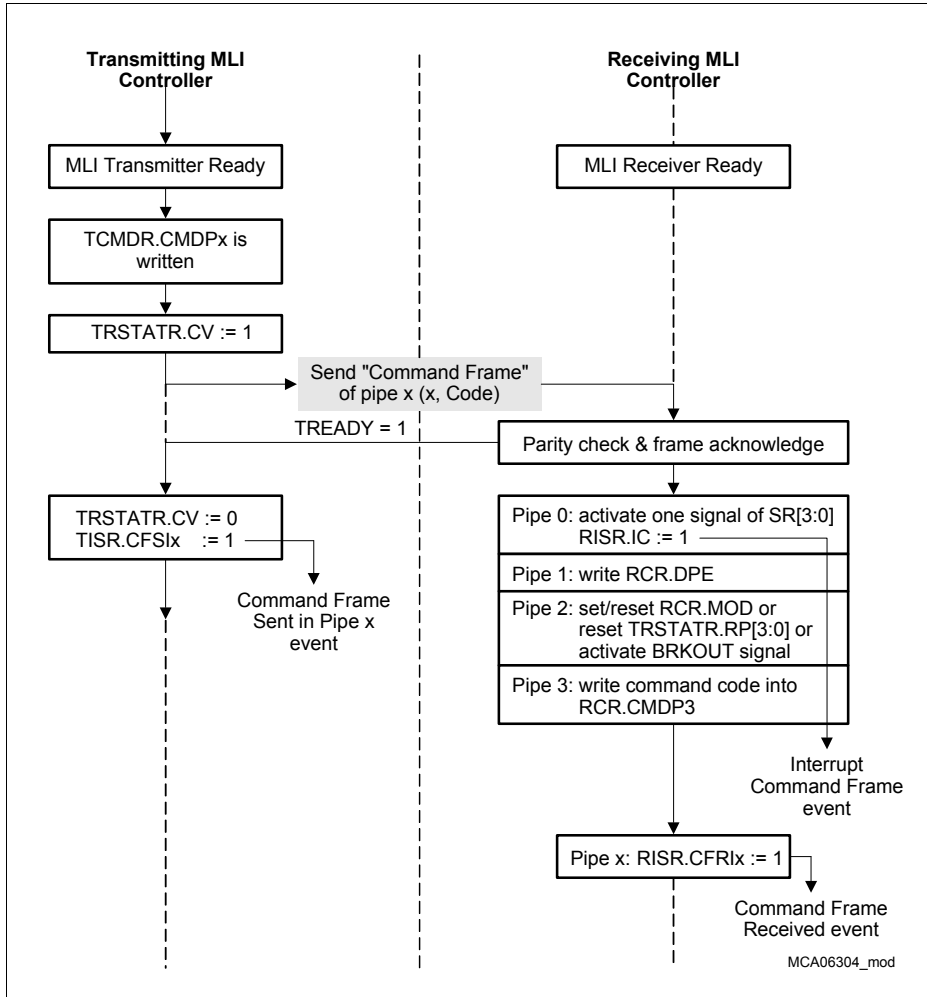 Transmitting MLI
Controller
Receiving MLI
Controller
MLI Transmitter Ready
MLI Receiver Ready
TCMDR.CMDPx is
written
TRSTATR.CV := 1
Send "Command Frame"
of pipe x (x, Code)
TREADY = 1
Parity check & frame acknowledge
TRSTATR.CV := 0
TISR.CFSIx := 1
Command Frame
Sent in Pipe x
event
Pipe 0: activate one signal of SR[3:0]
RISR.IC := 1
Pipe 1: write RCR.DPE
Pipe 2: set/reset RCR.MOD or
reset TRSTATR.RP[3:0] or
activate BRKOUT signal
Pipe 3: write command code into
RCR.CMDP3
Interrupt
Command Frame
event
Pipe x: RISR.CFRIx := 1
Command Frame
Received event
MCA06304_mod